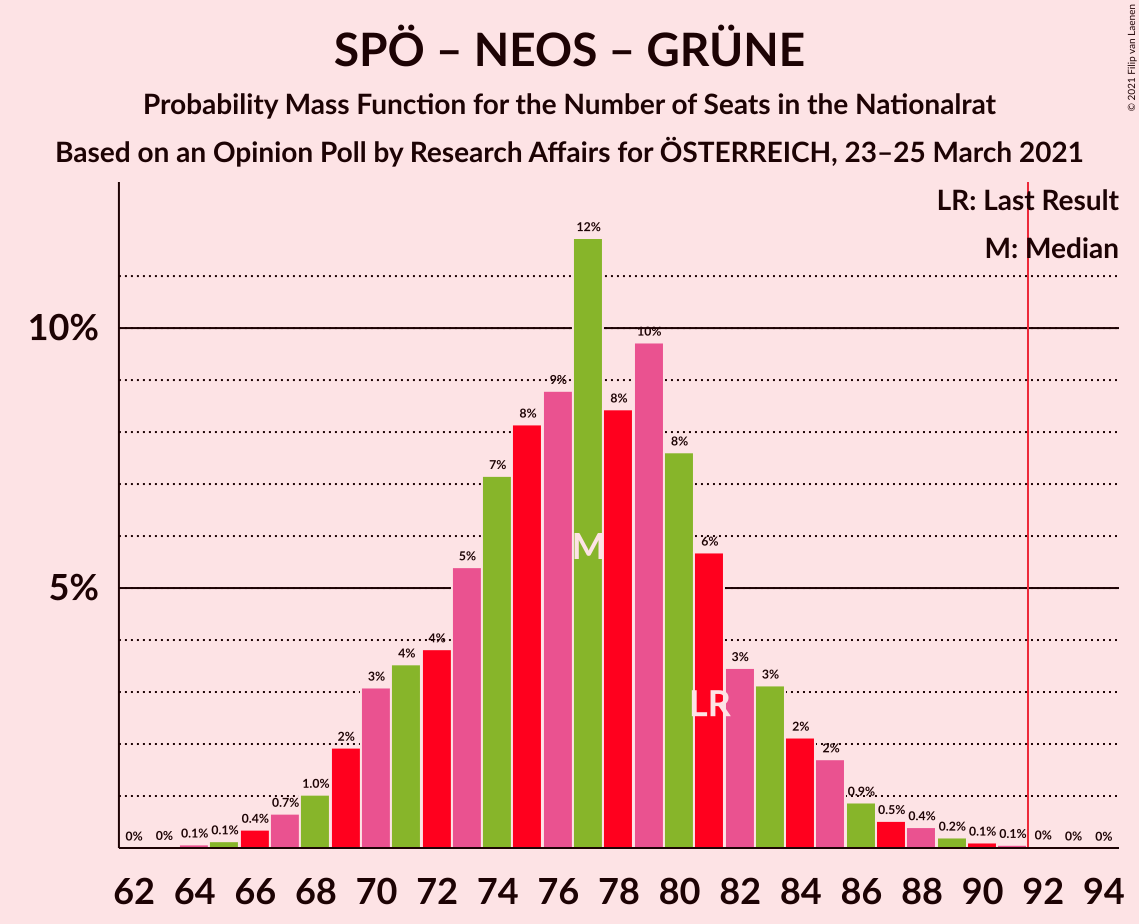 SPÖ – NEOS – GRÜNE
Probability Mass Function for the Number of Seats in the Nationalrat
Based on an Opinion Poll by Research Affairs for ÖSTERREICH, 23–25 March 2021
© 2021 Filip van Laenen
LR: Last Result
M: Median
10%
5%
0% 0% 0.1% 0.1% 0.4% 0.7% 1.0% 2% 3% 4% 4% 5% 7% 8% 9% 12% 8% 10% 8% 6% 3% 3% 2% 2% 0.9% 0.5% 0.4% 0.2% 0.1% 0.1% 0% 0% 0%
M
LR
62 64 66 68 70 72 74 76 78 80 82 84 86 88 90 92 94